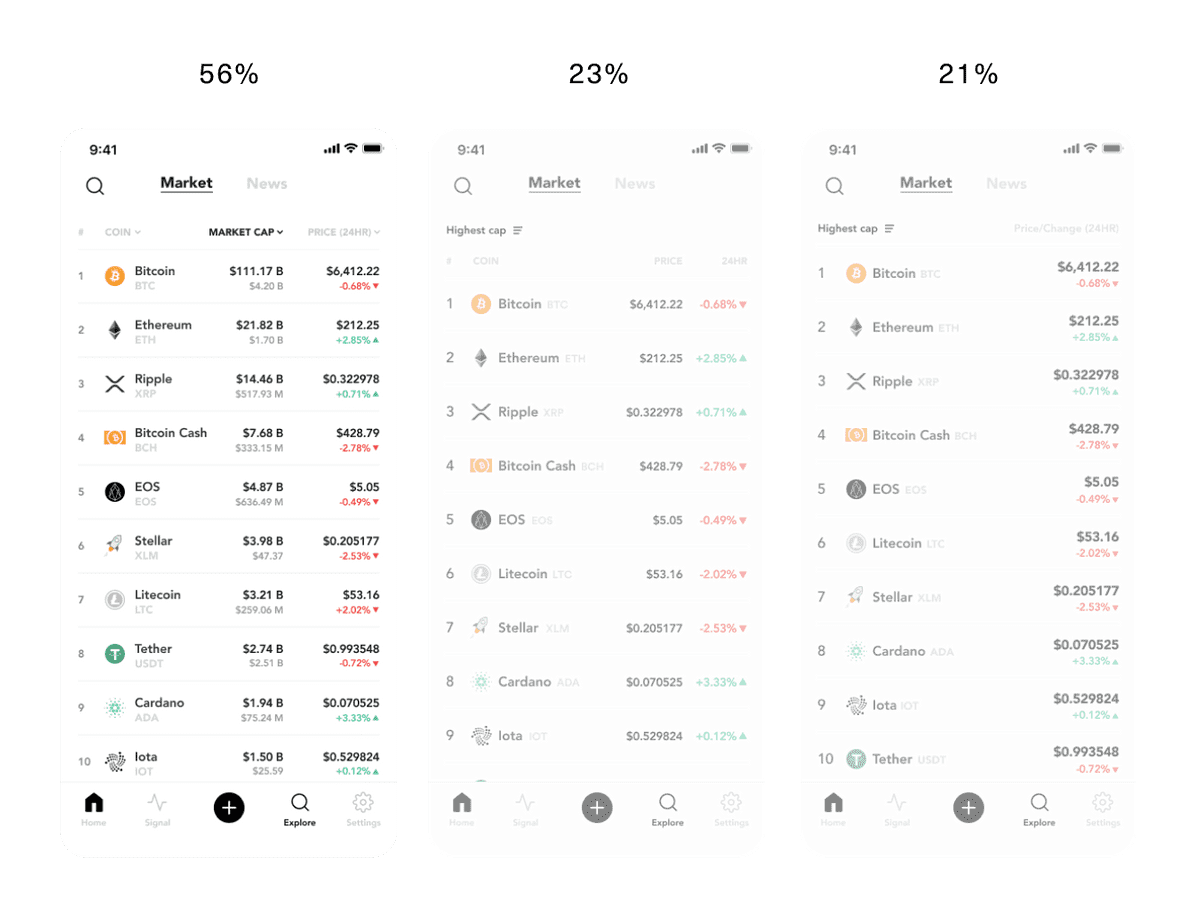 56%
23%
21%
9:41
Market News
# COIN MARKET CAP PRICE (24HR)
1 Bitcoin $111.17 B $6,412.22
BTC $4.20 B -0.68%
2 Ethereum $21.82 B $212.25
ETH $1.70 B +2.85%
3 Ripple $14.46 B $0.322978
XRP $517.93 M +0.71%
4 Bitcoin Cash $7.68 B $428.79
BCH $333.15 M -2.78%
5 EOS $4.87 B $5.05
EOS $636.49 M -0.49%
6 Stellar $3.98 B $0.205177
XLM $47.37 -2.53%
7 Litecoin $3.21 B $53.16
LTC $259.06 M +2.02%
8 Tether $2.74 B $0.993548
USDT $2.51 B -0.72%
9 Cardano $1.94 B $0.070525
ADA $75.24 M +3.33%
10 Iota $1.50 B $0.529824
IOT $25.59 +0.12%
Home Signal Explore Settings
9:41
Market News
Highest cap
# COIN PRICE 24HR
1 Bitcoin BTC $6,412.22 -0.68%
2 Ethereum ETH $212.25 +2.85%
3 Ripple XRP $0.322978 +0.71%
4 Bitcoin Cash BCH $428.79 -2.78%
5 EOS EOS $5.05 -0.49%
6 Litecoin LTC $53.16 -2.02%
7 Stellar XLM $0.205177 -2.53%
8 Cardano ADA $0.070525 +3.33%
9 Iota IOT $0.529824 +0.12%
Home Signal Explore Settings
9:41
Market News
Highest cap Price/Change (24HR)
1 Bitcoin BTC $6,412.22
-0.68%
2 Ethereum ETH $212.25
+2.85%
3 Ripple XRP $0.322978
+0.71%
4 Bitcoin Cash BCH $428.79
-2.78%
5 EOS EOS $5.05
-0.49%
6 Litecoin LTC $53.16
-2.02%
7 Stellar XLM $0.205177
-2.53%
8 Cardano ADA $0.070525
+3.33%
9 Iota IOT $0.529824
+0.12%
10 Tether USDT $0.993548
-0.72%
Home Signal Explore Settings